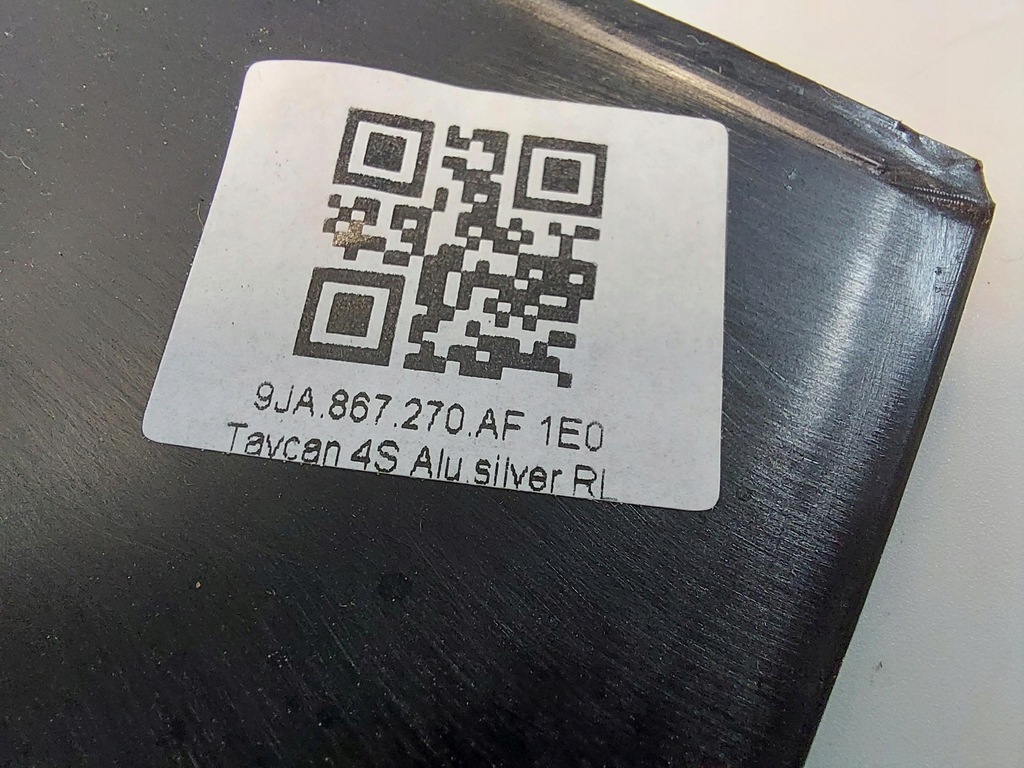 9JA.867.270.AF 1E0
Taycan 4S Alu.silver RL